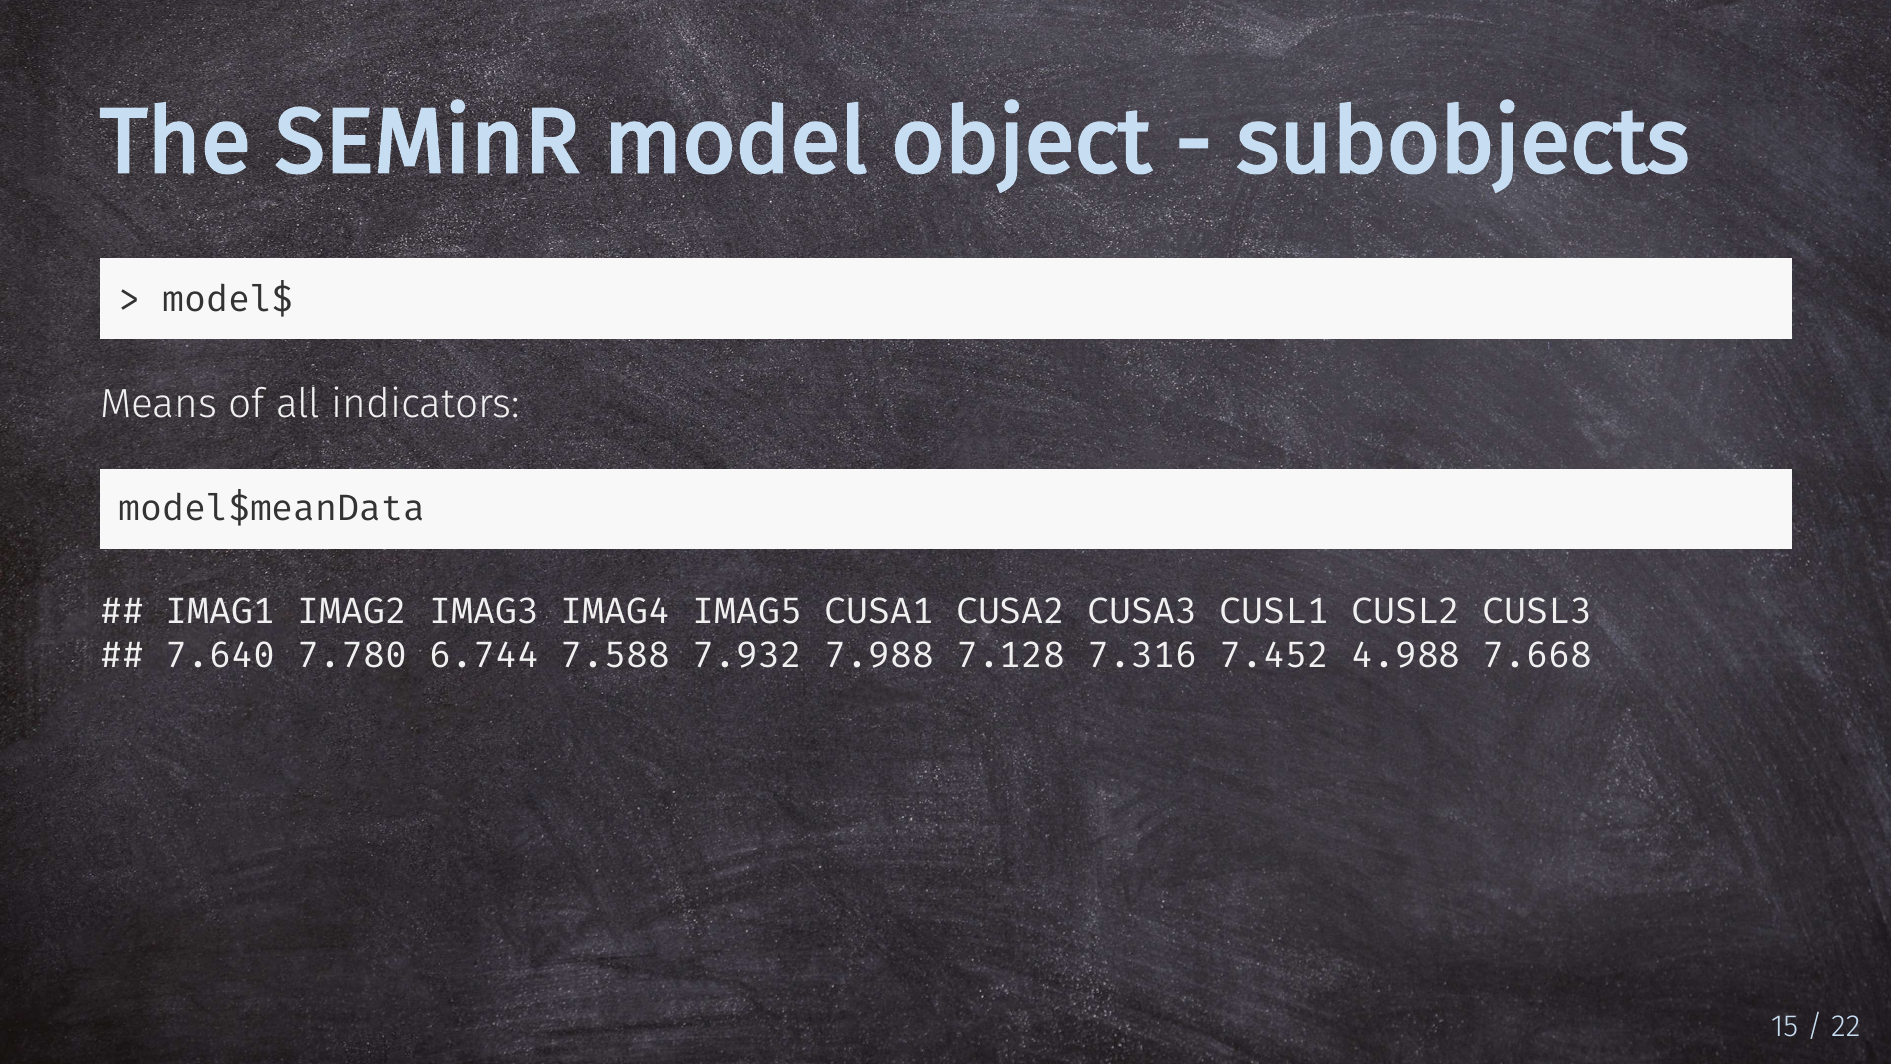 The SEMinR model object - subobjects
> model$
Means of all indicators:
model$meanData
## IMAG1 IMAG2 IMAG3 IMAG4 IMAG5 CUSA1 CUSA2 CUSA3 CUSL1 CUSL2 CUSL3
## 7.640 7.780 6.744 7.588 7.932 7.988 7.128 7.316 7.452 4.988 7.668
15 / 22